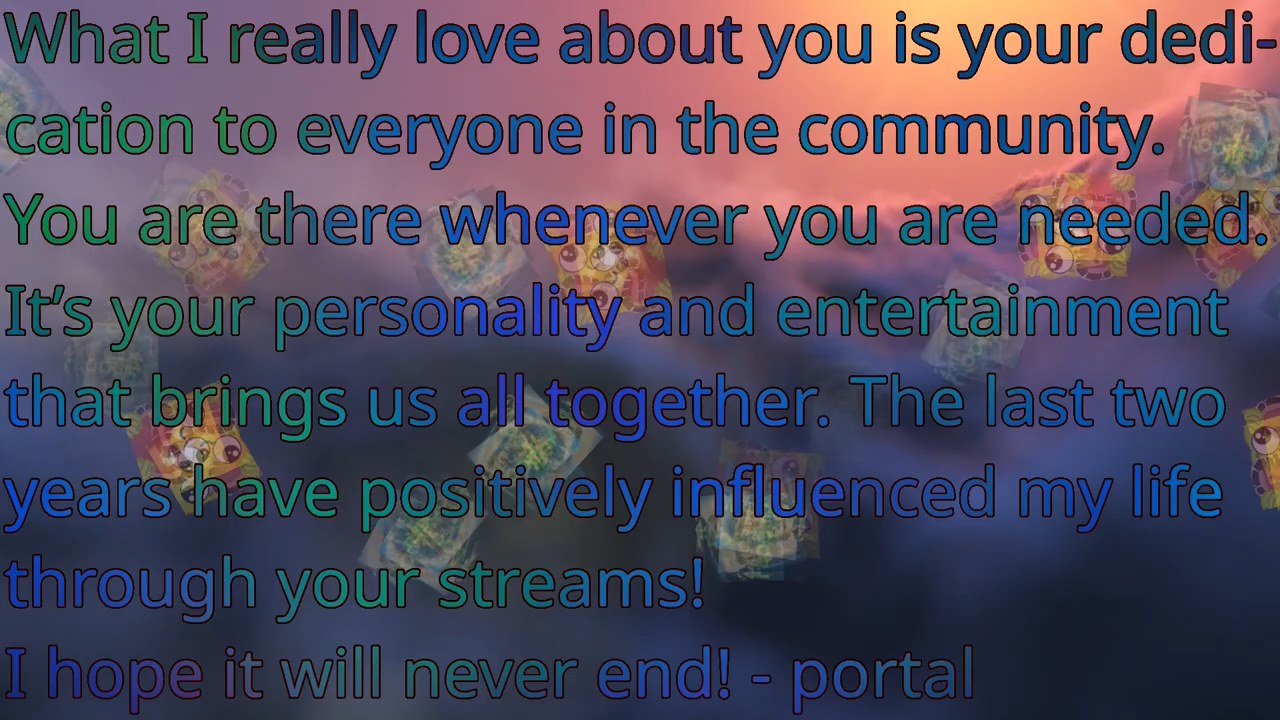 What I really love about you is your dedi-
cation to everyone in the community.
You are there whenever you are needed.
It’s your personality and entertainment
that brings us all together. The last two
years have positively influenced my life
through your streams!
I hope it will never end! - portal